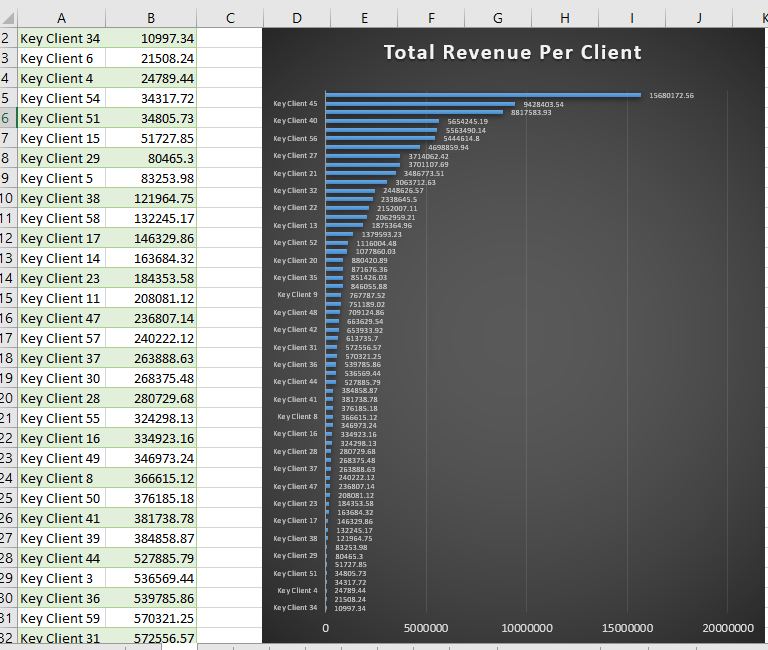 A B C D E F G H I J K
2 Key Client 34 10997.34
3 Key Client 6 21508.24
4 Key Client 4 24789.44
5 Key Client 54 34317.72
6 Key Client 51 34805.73
7 Key Client 15 51727.85
8 Key Client 29 80465.3
9 Key Client 5 83253.98
10 Key Client 38 121964.75
11 Key Client 58 132245.17
12 Key Client 17 146329.86
13 Key Client 14 163684.32
14 Key Client 23 184353.58
15 Key Client 11 208081.12
16 Key Client 47 236807.14
17 Key Client 57 240222.12
18 Key Client 37 263888.63
19 Key Client 30 268375.48
20 Key Client 28 280729.68
21 Key Client 55 324298.13
22 Key Client 16 334923.16
23 Key Client 49 346973.24
24 Key Client 8 366615.12
25 Key Client 50 376185.18
26 Key Client 41 381738.78
27 Key Client 39 384858.87
28 Key Client 44 527885.79
29 Key Client 3 536569.44
30 Key Client 36 539785.86
31 Key Client 59 570321.25
32 Key Client 31 572556.57
Total Revenue Per Client
15680172.56
Key Client 45 9428403.54
8817583.93
Key Client 40 5654245.19
5563490.14
Key Client 56 5444614.8
4698859.94
Key Client 27 3714062.42
3701107.69
Key Client 21 3486773.51
3063712.63
Key Client 32 2448626.57
2338645.5
Key Client 22 2152007.11
2062959.21
Key Client 13 1875364.96
1379593.23
Key Client 52 1116004.48
1077860.03
Key Client 20 880420.89
871676.36
Key Client 35 851426.03
846055.88
Key Client 9 767787.52
751189.02
Key Client 48 709124.86
663629.54
Key Client 42 653933.92
613735.7
Key Client 31 572556.57
570321.25
Key Client 36 539785.86
536569.44
Key Client 44 527885.79
384858.87
Key Client 41 381738.78
376185.18
Key Client 8 366615.12
346973.24
Key Client 16 334923.16
324298.13
Key Client 28 280729.68
268375.48
Key Client 37 263888.63
240222.12
Key Client 47 236807.14
208081.12
Key Client 23 184353.58
163684.32
Key Client 17 146329.86
132245.17
Key Client 38 121964.75
83253.98
Key Client 29 80465.3
51727.85
Key Client 51 34805.73
34317.72
Key Client 4 24789.44
21508.24
Key Client 34 10997.34
0 5000000 10000000 15000000 20000000